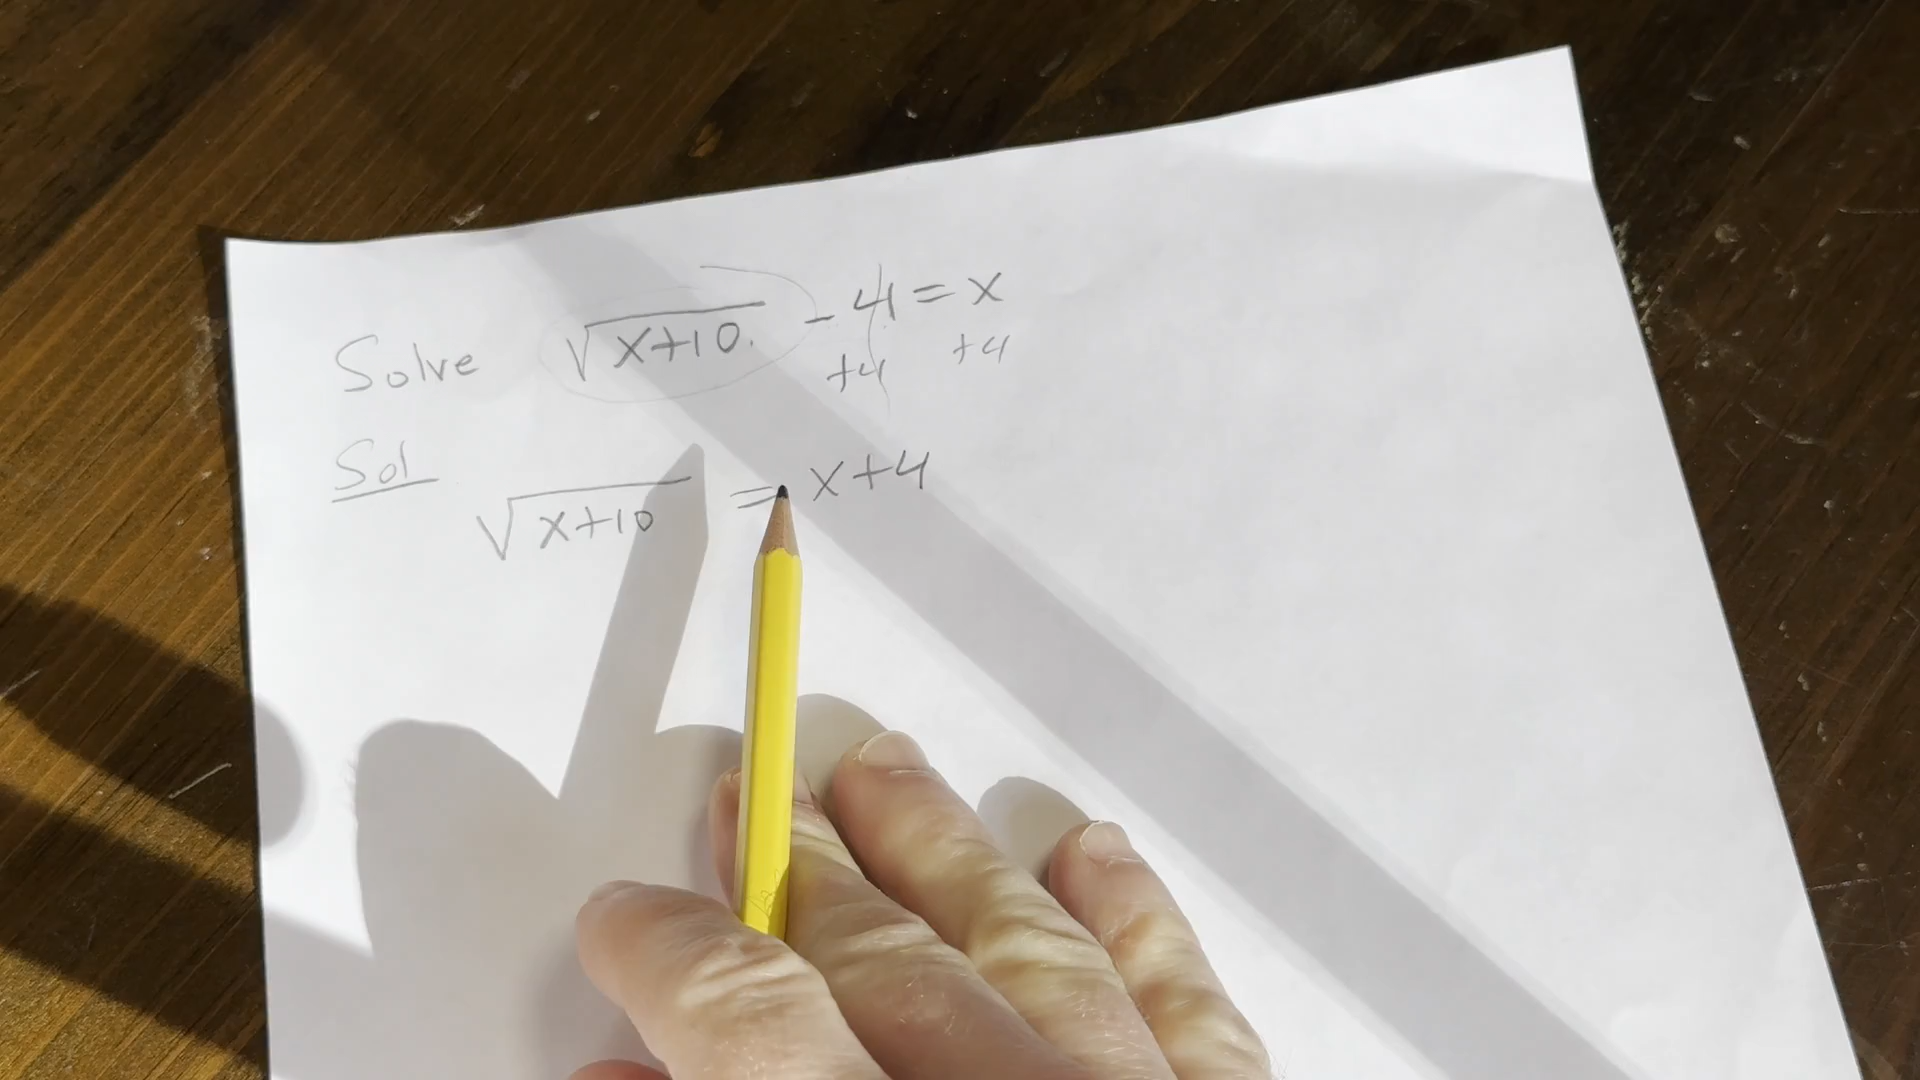 Solve √x+10 - 4 = x
+4 +4
Sol
√x+10 = x+4